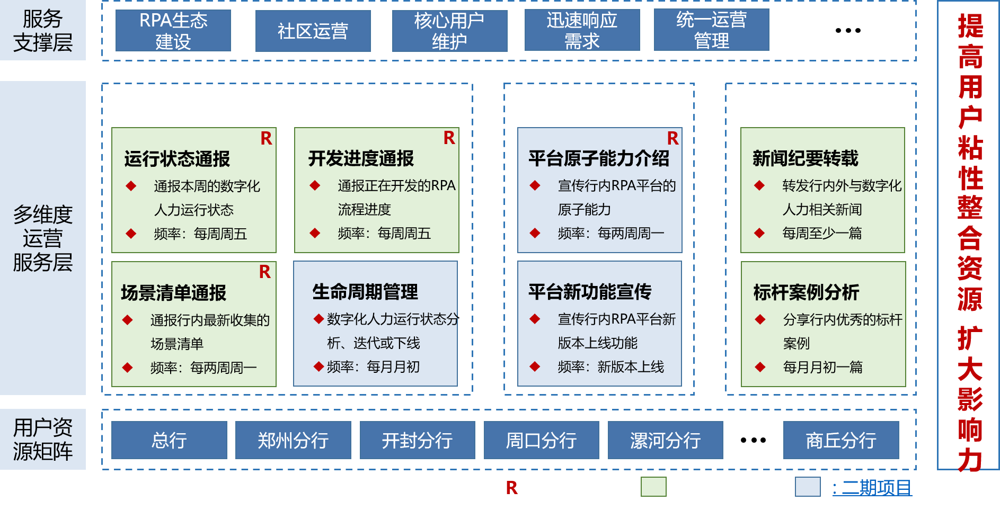 服务
支撑层
RPA生态
建设
社区运营
核心用户
维护
迅速响应
需求
统一运营
管理
•••
多维度
运营
服务层
R
运行状态通报
通报本周的数字化
人力运行状态
频率：每周周五
R
开发进度通报
通报正在开发的RPA
流程进度
频率：每周周五
R
平台原子能力介绍
宣传行内RPA平台的
原子能力
频率：每两周周一
新闻纪要转载
转发行内外与数字化
人力相关新闻
每周至少一篇
R
场景清单通报
通报行内最新收集的
场景清单
频率：每两周周一
生命周期管理
数字化人力运行状态分
析、迭代或下线
频率：每月月初
平台新功能宣传
宣传行内RPA平台新
版本上线功能
频率：新版本上线
标杆案例分析
分享行内优秀的标杆
案例
每月月初一篇
用户资
源矩阵
总行
郑州分行
开封分行
周口分行
漯河分行
•••
商丘分行
R
: 二期项目
提高用户粘性整合资源 扩大影响力